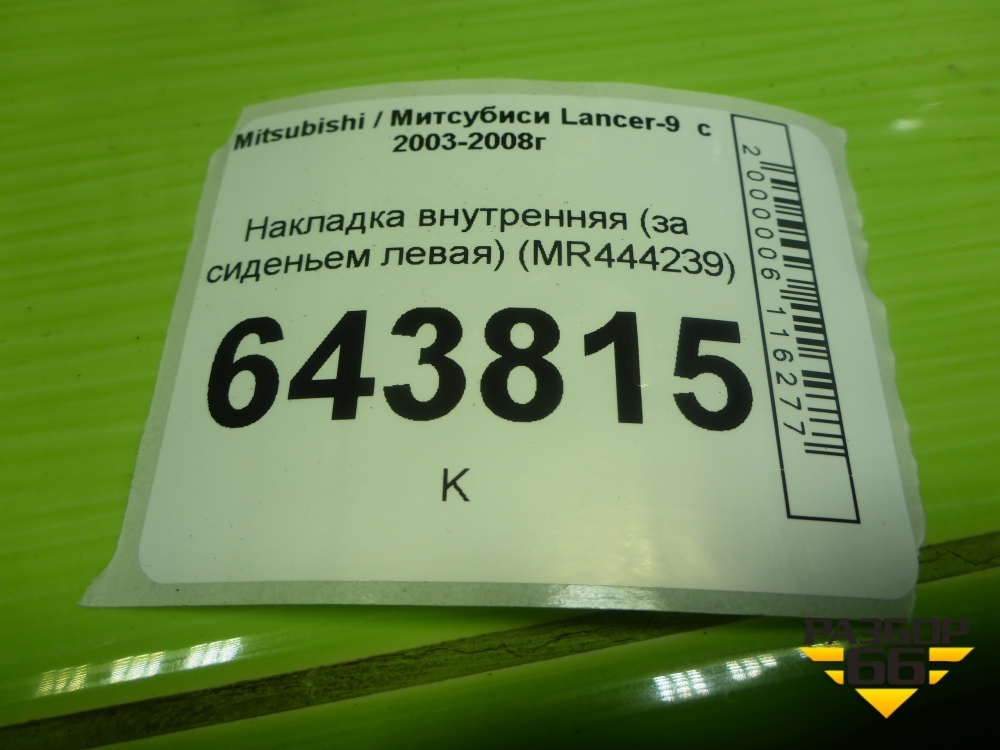 Mitsubishi / Митсубиси Lancer-9 с
2003-2008г
Накладка внутренняя (за
сиденьем левая) (MR444239)
643815
К
2000006116277
РАЗБОР
66